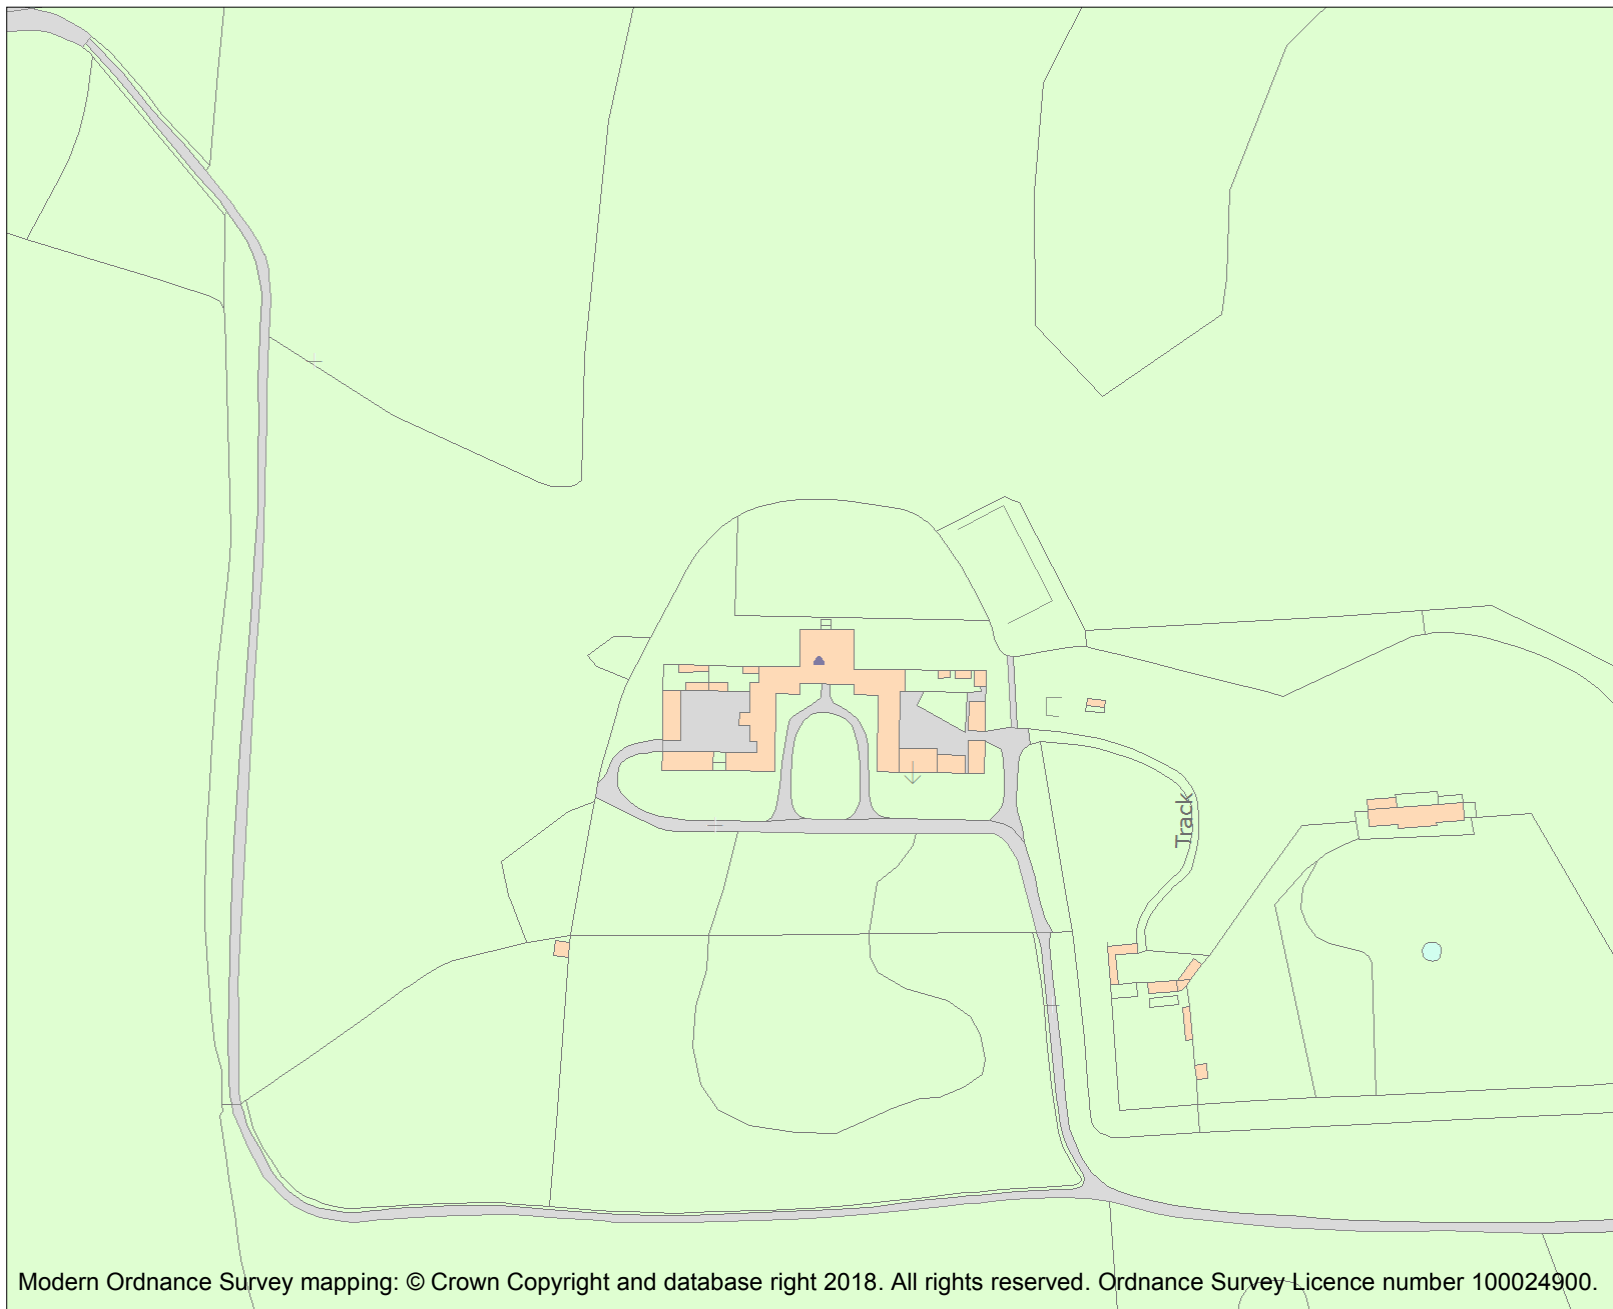 Track
Modern Ordnance Survey mapping: © Crown Copyright and database right 2018. All rights reserved. Ordnance Survey Licence number 100024900.